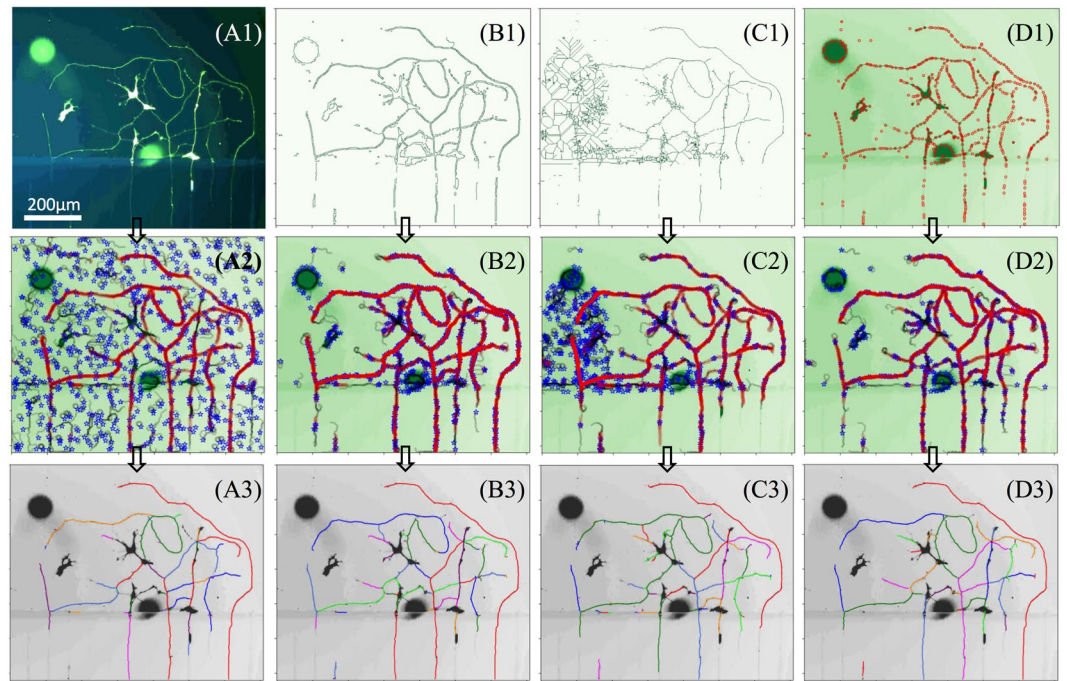 (A1)
(B1)
(C1)
(D1)
200μm
(A2)
(B2)
(C2)
(D2)
(A3)
(B3)
(C3)
(D3)